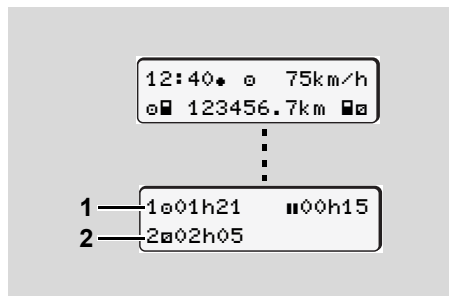 12:40● ⊙ 75km/h
⊙▮ 123456.7km ▮⧄
1 1⊙01h21 ▮▮00h15
2 2⧄02h05